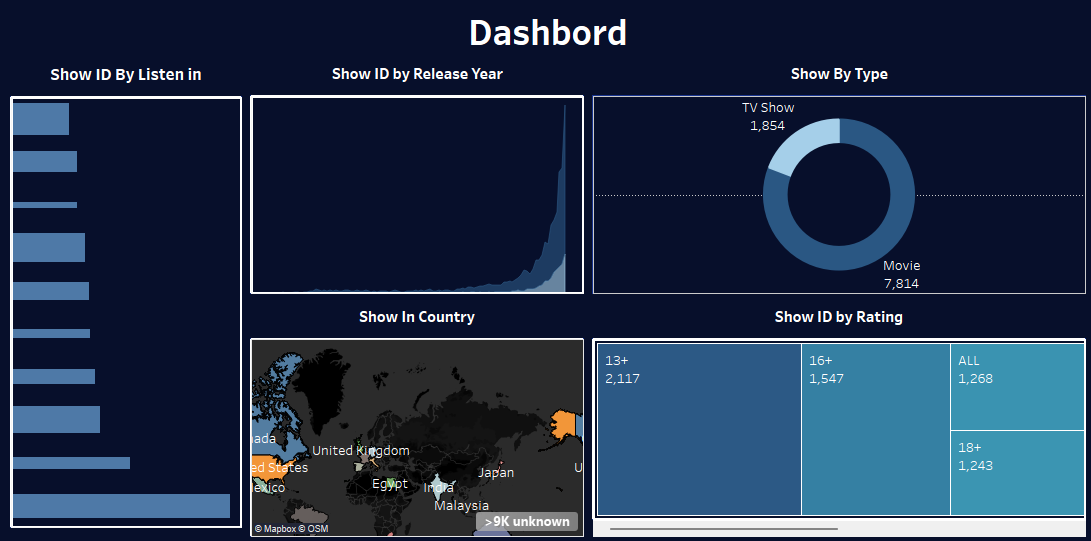 Dashbord
Show ID By Listen in
Show ID by Release Year
Show By Type
TV Show
1,854
Movie
7,814
Show In Country
nada
United Kingdom
ed States
Mexico
Egypt
India
Japan
Malaysia
U
>9K unknown
© Mapbox © OSM
Show ID by Rating
13+
2,117
16+
1,547
ALL
1,268
18+
1,243